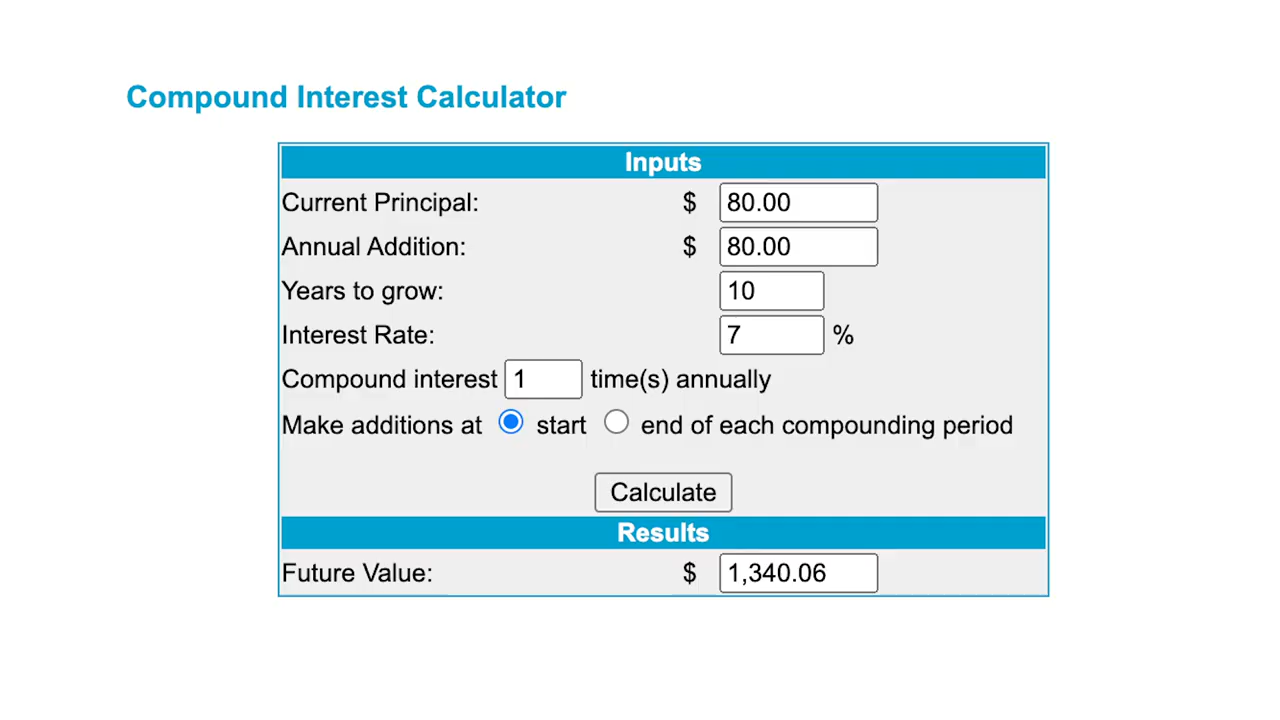 Compound Interest Calculator
Inputs
Current Principal: $ 80.00
Annual Addition: $ 80.00
Years to grow: 10
Interest Rate: 7 %
Compound interest 1 time(s) annually
Make additions at start end of each compounding period
Calculate
Results
Future Value: $ 1,340.06